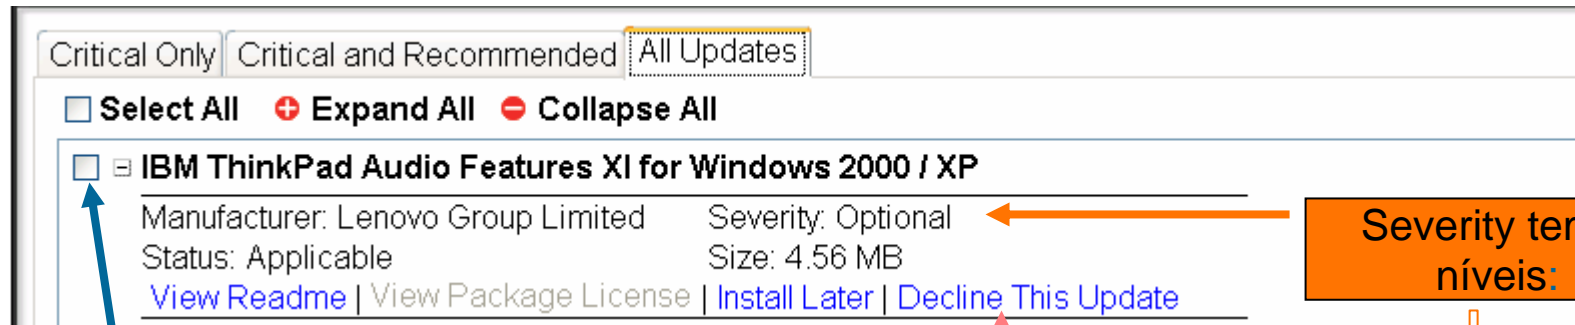 Critical Only Critical and Recommended All Updates
Select All Expand All Collapse All
IBM ThinkPad Audio Features XI for Windows 2000 / XP
Manufacturer: Lenovo Group Limited Severity: Optional
Status: Applicable Size: 4.56 MB
View Readme | View Package License | Install Later | Decline This Update
Severity
níveis: